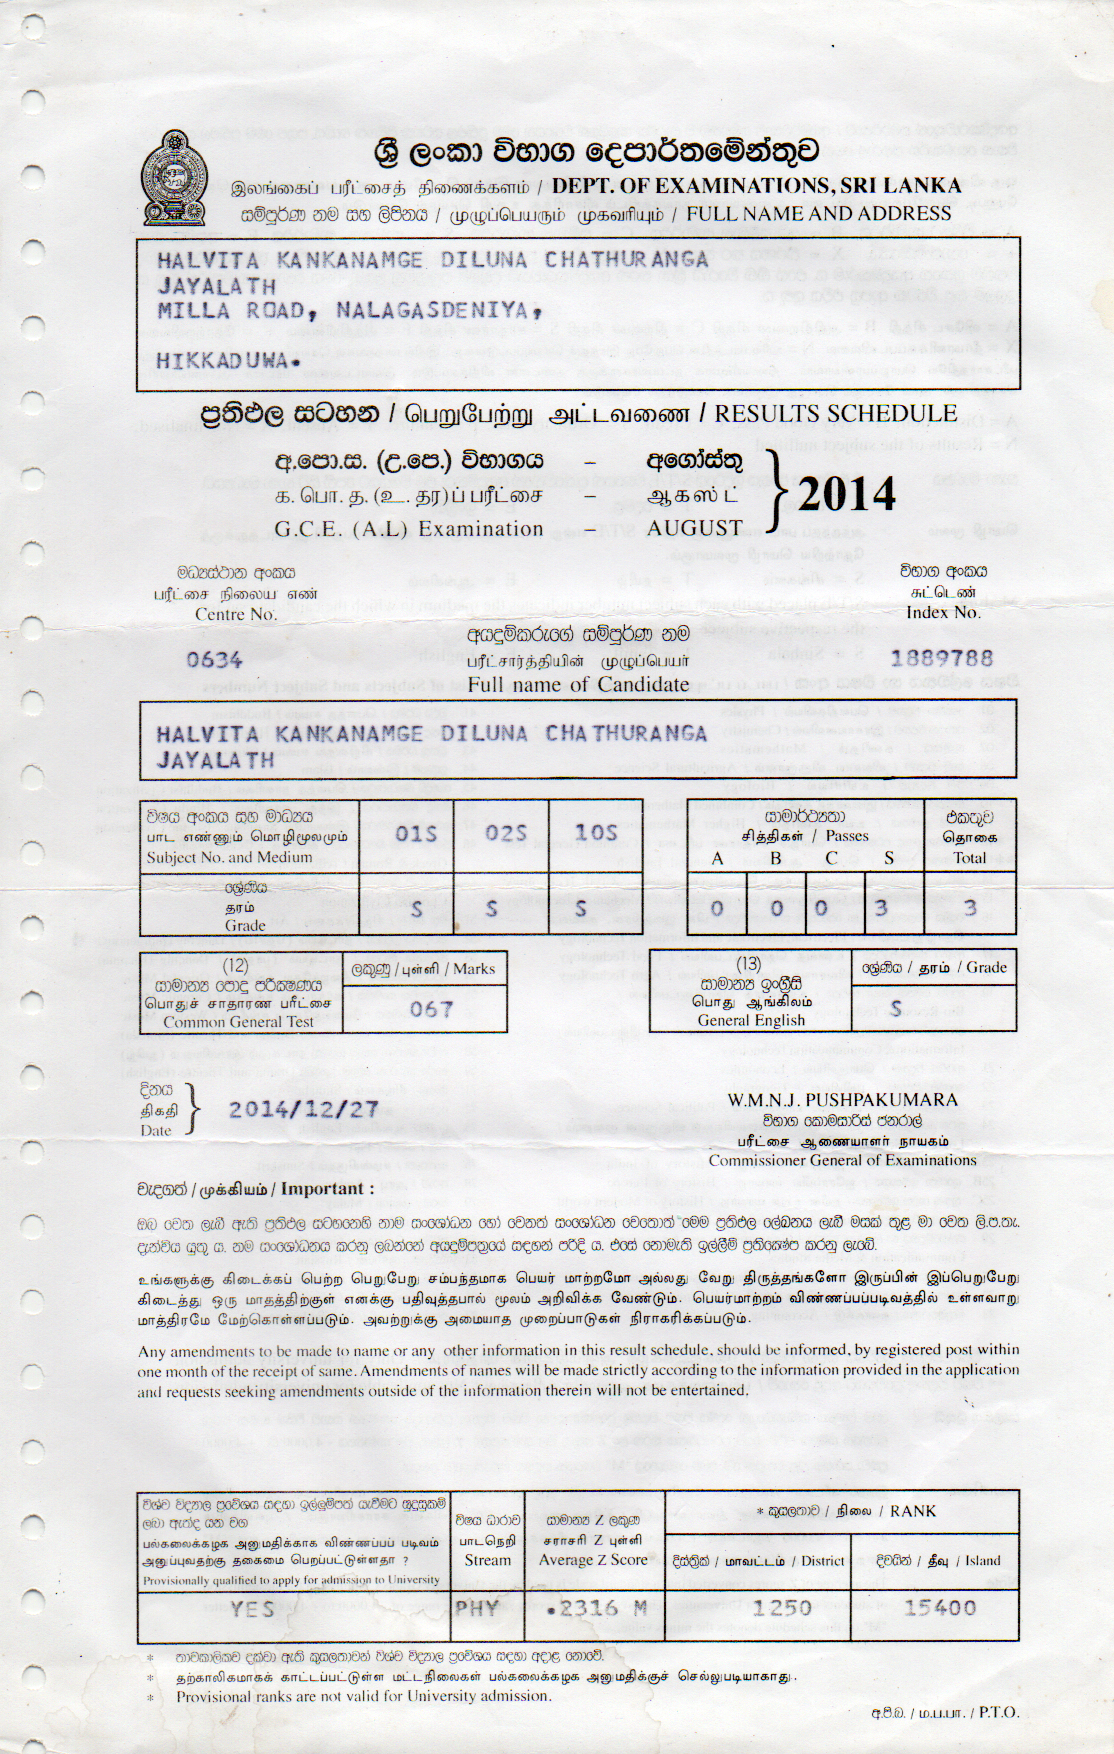 ශ්‍රී ලංකා විභාග දෙපාර්තමේන්තුව
இலங்கைப் பரீட்சைத் திணைக்களம் / DEPT. OF EXAMINATIONS, SRI LANKA
සම්පූර්ණ නම සහ ලිපිනය / முழுப்பெயரும் முகவரியும் / FULL NAME AND ADDRESS
HALVITA KANKANAMGE DILUNA CHATHURANGA
JAYALATH
MILLA ROAD, NALAGASDENIYA,
HIKKADUWA.
ප්‍රතිඵල සටහන / பெறுபேற்று அட்டவணை / RESULTS SCHEDULE
අ.පො.ස. (උ.පෙ.) විභාගය – අගෝස්තු
க. பொ. த. (உ. தர)ப் பரீட்சை – ஆகஸ்ட் } 2014
G.C.E. (A.L) Examination – AUGUST
මධ්‍යස්ථාන අංකය
பரீட்சை நிலைய எண்
Centre No.
0634
විභාග අංකය
சுட்டெண்
Index No.
1889788
අයදුම්කරුගේ සම්පූර්ණ නම
பரீட்சார்த்தியின் முழுப்பெயர்
Full name of Candidate
HALVITA KANKANAMGE DILUNA CHATHURANGA
JAYALATH
විෂය අංකය සහ මාධ්‍යය
பாட எண்ணும் மொழிமூலமும்
Subject No. and Medium
01S 02S 10S
ශ්‍රේණිය
தரம்
Grade
S S S
සාමාර්ථ්‍යතා
சித்திகள் / Passes
A B C S
එකතුව
தொகை
Total
0 0 0 3 3
(12)
සාමාන්‍ය පොදු පරීක්ෂණය
பொதுச் சாதாரண பரீட்சை
Common General Test
ලකුණු / புள்ளி / Marks
067
(13)
සාමාන්‍ය ඉංග්‍රීසි
பொது ஆங்கிலம்
General English
ශ්‍රේණිය / தரம் / Grade
S
දිනය
திகதி } 2014/12/27
Date
W.M.N.J. PUSHPAKUMARA
විභාග කොමසාරිස් ජනරාල්
பரீட்சை ஆணையாளர் நாயகம்
Commissioner General of Examinations
වැදගත් / முக்கியம் / Important :
ඔබ වෙත ලැබී ඇති ප්‍රතිඵල සටහනෙහි නාම සංශෝධන හෝ වෙනත් සංශෝධන වෙතොත් මෙම ප්‍රතිඵල ලේඛනය ලැබී මසක් තුළ මා වෙත ලි.ප.තැ.
දැන්විය යුතු ය. නම සංශෝධනය කරනු ලබන්නේ අයදුම්පත්‍රයේ සඳහන් පරිදි ය. එසේ නොමැති ඉල්ලීම් ප්‍රතික්ෂේප කරනු ලැබේ.
உங்களுக்கு கிடைக்கப் பெற்ற பெறுபேறு சம்பந்தமாக பெயர் மாற்றமோ அல்லது வேறு திருத்தங்களோ இருப்பின் இப்பெறுபேறு
கிடைத்து ஒரு மாதத்திற்குள் எனக்கு பதிவுத்தபால் மூலம் அறிவிக்க வேண்டும். பெயர்மாற்றம் விண்ணப்பப்படிவத்தில் உள்ளவாறு
மாத்திரமே மேற்கொள்ளப்படும். அவற்றுக்கு அமையாத முறைப்பாடுகள் நிராகரிக்கப்படும்.
Any amendments to be made to name or any other information in this result schedule, should be informed, by registered post within
one month of the receipt of same. Amendments of names will be made strictly according to the information provided in the application
and requests seeking amendments outside of the information therein will not be entertained.
විශ්ව විද්‍යාල ප්‍රවේශය සඳහා ඉල්ලුම්පත් යැවීමට සුදුසුකම්
ලබා ඇත්ද යන වග
பல்கலைக்கழக அனுமதிக்காக விண்ணப்பப் படிவம்
அனுப்புவதற்கு தகைமை பெறப்பட்டுள்ளதா ?
Provisionally qualified to apply for admission to University
විෂය ධාරාව
பாடநெறி
Stream
සාමාන්‍ය Z ලකුණ
சராசரி Z புள்ளி
Average Z Score
* කුසලතාව / நிலை / RANK
දිස්ත්‍රික් / மாவட்டம் / District
දිවයින් / தீவு / Island
YES PHY .2316 M 1250 15400
* තාවකාලිකව දක්වා ඇති කුසලතාවන් විශ්ව විද්‍යාල ප්‍රවේශය සඳහා අදාළ නොවේ.
* தற்காலிகமாகக் காட்டப்பட்டுள்ள மட்டநிலைகள் பல்கலைக்கழக அனுமதிக்குச் செல்லுபடியாகாது.
* Provisional ranks are not valid for University admission.
අ.පි.බ. / ம.ப.பா. / P.T.O.